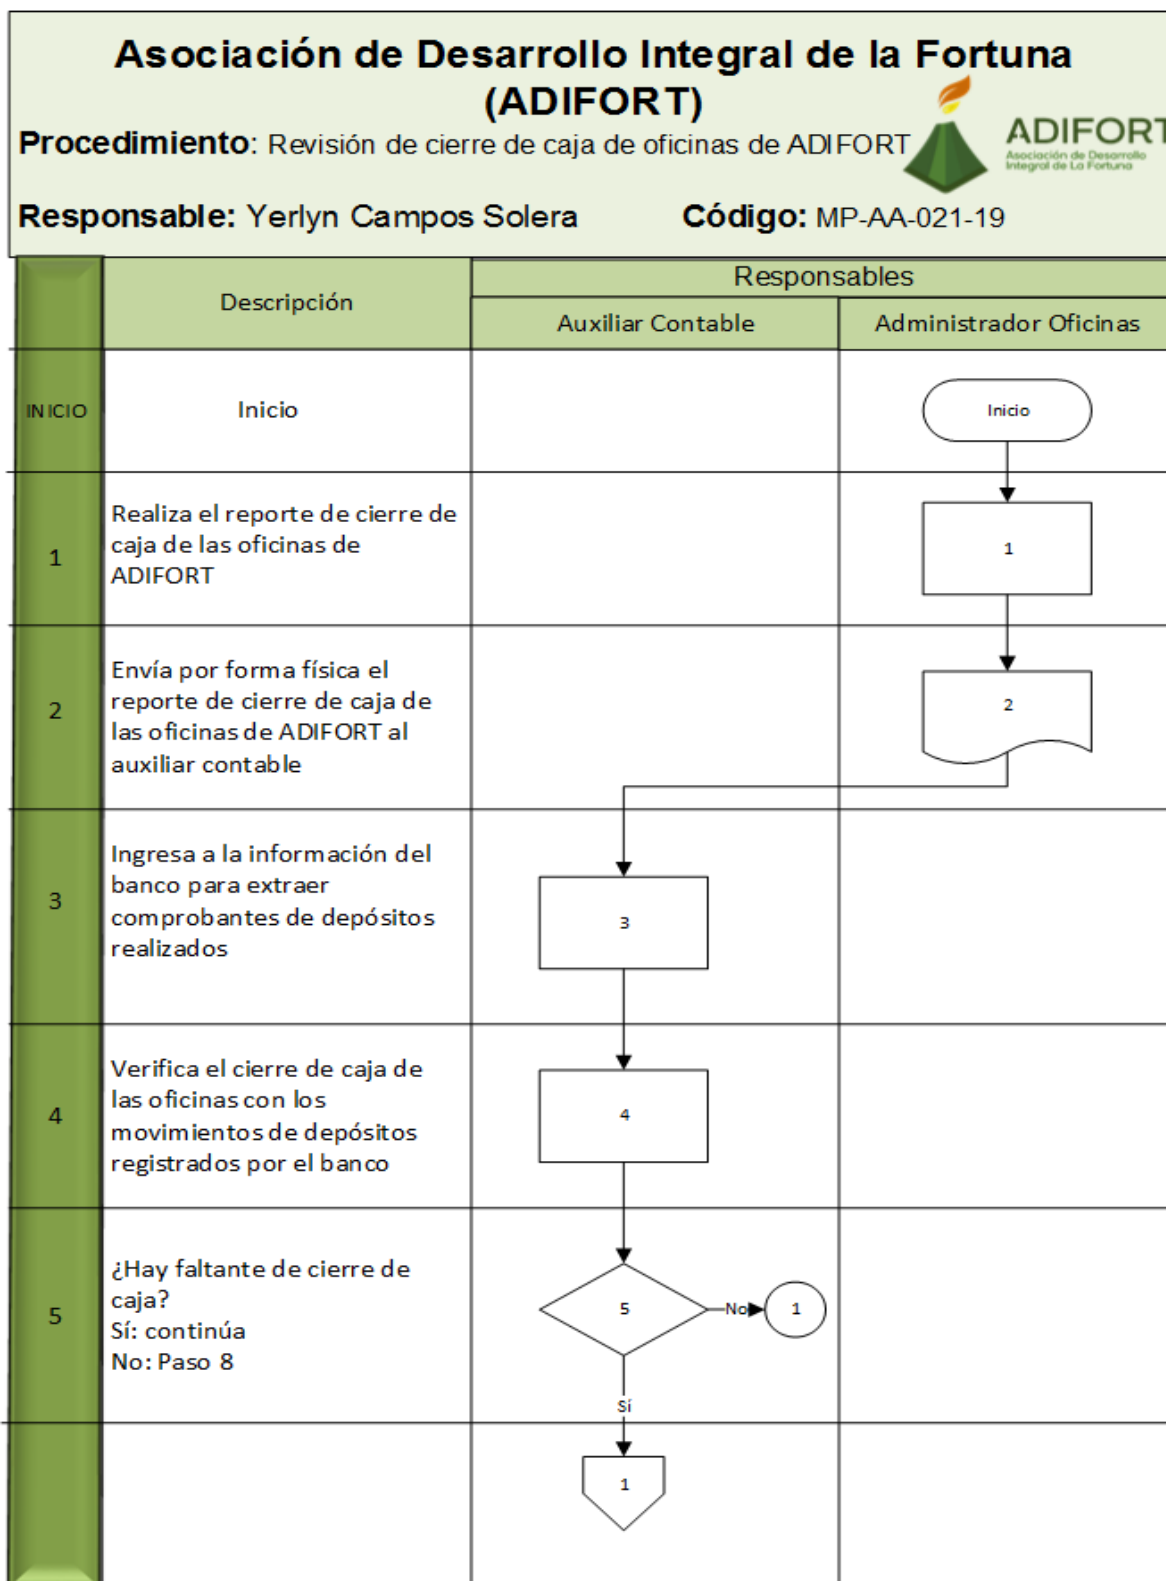 Asociación de Desarrollo Integral de la Fortuna
(ADIFORT)
Procedimiento: Revisión de cierre de caja de oficinas de ADIFORT
ADIFORT
Asociación de Desarrollo
Integral de La Fortuna
Responsable: Yerlyn Campos Solera Código: MP-AA-021-19
Descripción
Responsables
Auxiliar Contable
Administrador Oficinas
INICIO
Inicio
Inicio
1
Realiza el reporte de cierre de
caja de las oficinas de
ADIFORT
1
2
Envía por forma física el
reporte de cierre de caja de
las oficinas de ADIFORT al
auxiliar contable
2
3
Ingresa a la información del
banco para extraer
comprobantes de depósitos
realizados
3
4
Verifica el cierre de caja de
las oficinas con los
movimientos de depósitos
registrados por el banco
4
5
¿Hay faltante de cierre de
caja?
Sí: continúa
No: Paso 8
5
No
1
Sí
1